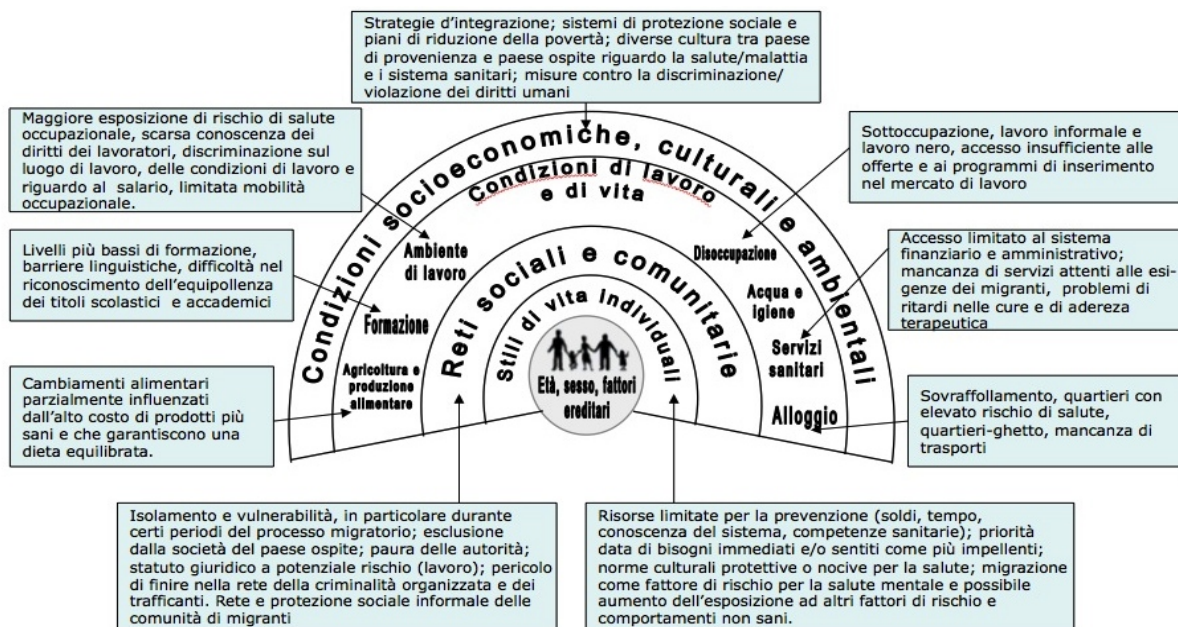 Strategie d'integrazione; sistemi di protezione sociale e
piani di riduzione della povertà; diverse cultura tra paese
di provenienza e paese ospite riguardo la salute/malattia
e i sistema sanitari; misure contro la discriminazione/
violazione dei diritti umani
Maggiore esposizione di rischio di salute
occupazionale, scarsa conoscenza dei
diritti dei lavoratori, discriminazione sul
luogo di lavoro, delle condizioni di lavoro e
riguardo al salario, limitata mobilità
occupazionale.
Sottoccupazione, lavoro informale e
lavoro nero, accesso insufficiente alle
offerte e ai programmi di inserimento
nel mercato di lavoro
Livelli più bassi di formazione,
barriere linguistiche, difficoltà nel
riconoscimento dell'equipollenza
dei titoli scolastici e accademici
Accesso limitato al sistema
finanziario e amministrativo;
mancanza di servizi attenti alle esi-
genze dei migranti, problemi di
ritardi nelle cure e di adereza
terapeutica
Cambiamenti alimentari
parzialmente influenzati
dall'alto costo di prodotti più
sani e che garantiscono una
dieta equilibrata.
Sovraffollamento, quartieri con
elevato rischio di salute,
quartieri-ghetto, mancanza di
trasporti
Condizioni socioeconomiche, culturali e ambientali
Condizioni di lavoro
e di vita
Ambiente
di lavoro
Formazione
Agricoltura e
produzione
alimentare
Disoccupazione
Acqua e
igiene
Servizi
sanitari
Alloggio
Reti sociali e comunitarie
Stili di vita individuali
Età, sesso, fattori
ereditari
Isolamento e vulnerabilità, in particolare durante
certi periodi del processo migratorio; esclusione
dalla società del paese ospite; paura delle autorità;
statuto giuridico a potenziale rischio (lavoro); pericolo
di finire nella rete della criminalità organizzata e dei
trafficanti. Rete e protezione sociale informale delle
comunità di migranti
Risorse limitate per la prevenzione (soldi, tempo,
conoscenza del sistema, competenze sanitarie); priorità
data di bisogni immediati e/o sentiti come più impellenti;
norme culturali protettive o nocive per la salute; migrazione
come fattore di rischio per la salute mentale e possibile
aumento dell'esposizione ad altri fattori di rischio e
comportamenti non sani.